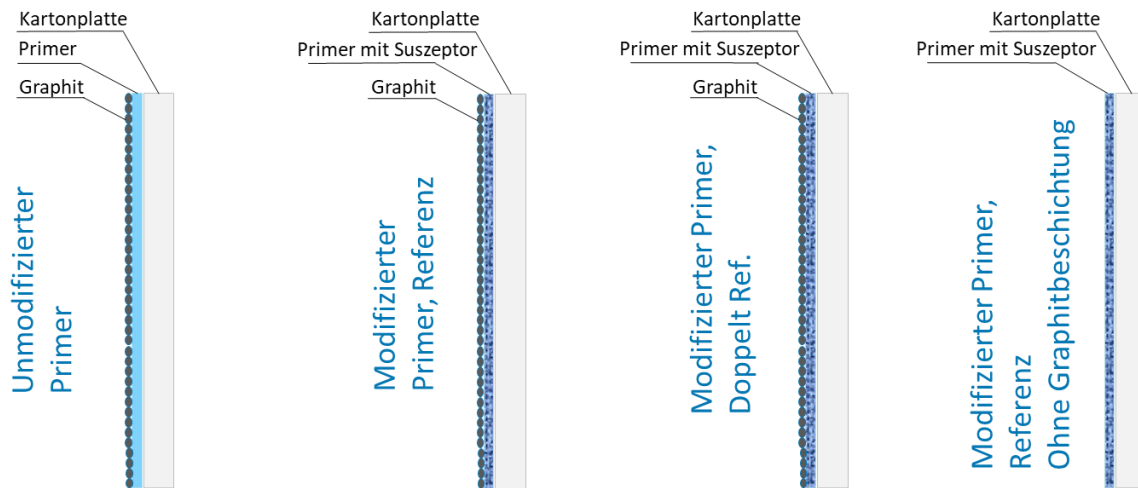 Kartonplatte
Primer
Graphit
Unmodifizierter
Primer
Kartonplatte
Primer mit Suszeptor
Graphit
Modifizierter
Primer, Referenz
Kartonplatte
Primer mit Suszeptor
Graphit
Modifizierter Primer,
Doppelt Ref.
Kartonplatte
Primer mit Suszeptor
Modifizierter Primer,
Referenz
Ohne Graphitbeschichtung